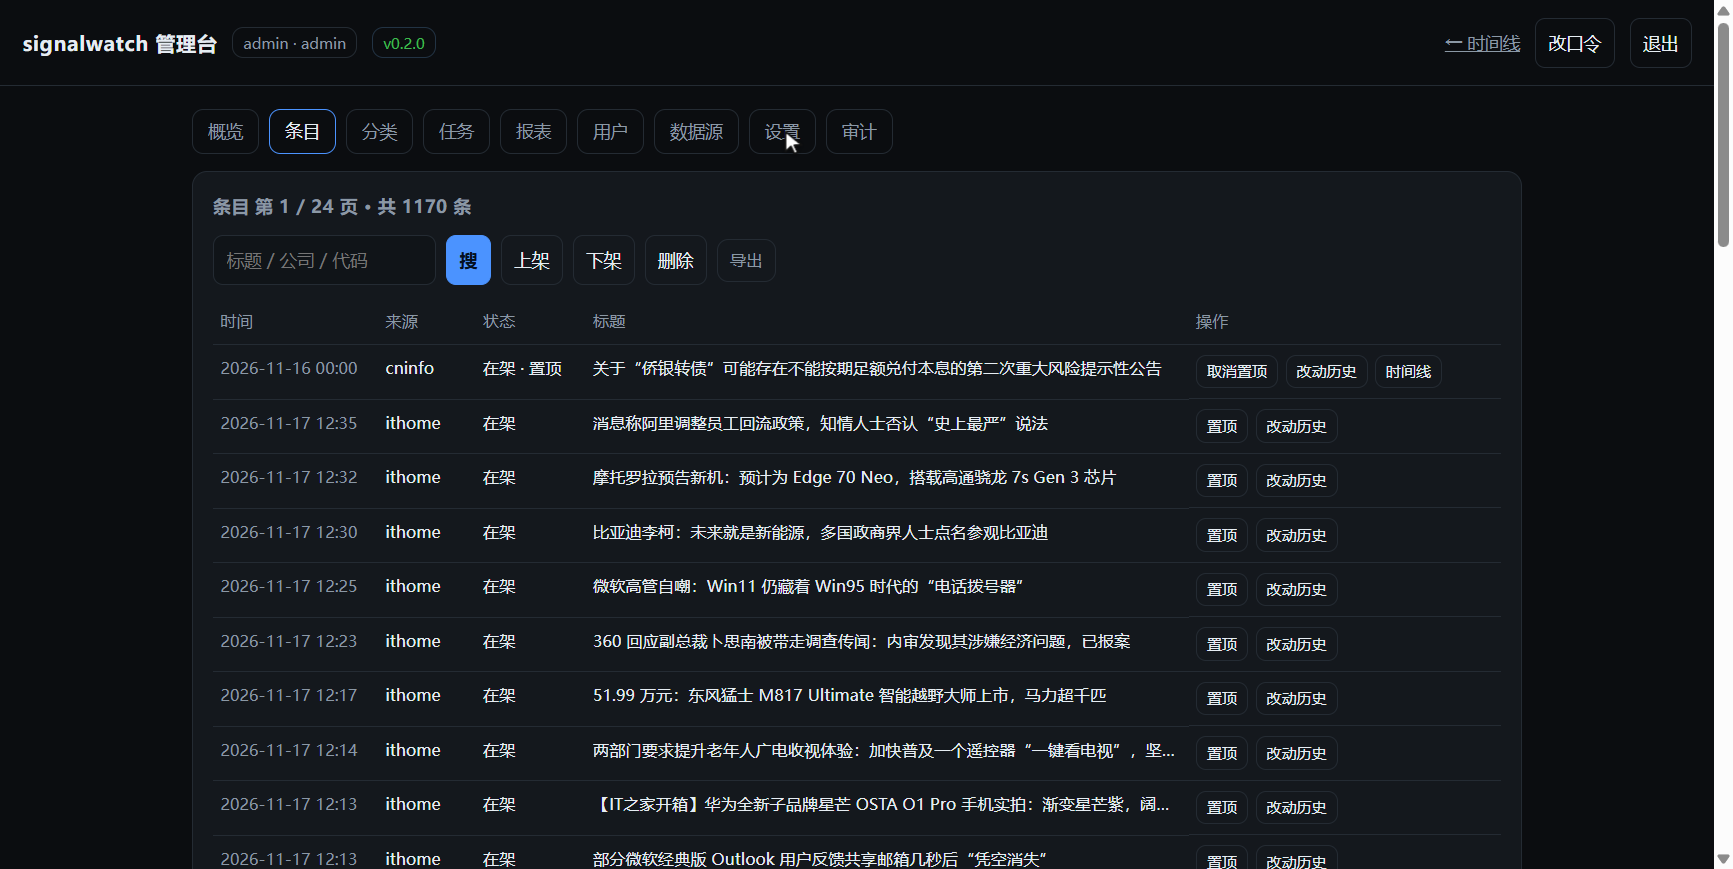 signalwatch 管理台 admin · admin v0.2.0 ← 时间线 改口令 退出
概览 条目 分类 任务 报表 用户 数据源 设置 审计
条目 第 1 / 24 页 · 共 1170 条
标题 / 公司 / 代码 搜 上架 下架 删除 导出
时间 来源 状态 标题 操作
2026-11-16 00:00 cninfo 在架 · 置顶 关于“侨银转债”可能存在不能按期足额兑付本息的第二次重大风险提示性公告 取消置顶 改动历史 时间线
2026-11-17 12:35 ithome 在架 消息称阿里调整员工回流政策，知情人士否认“史上最严”说法 置顶 改动历史
2026-11-17 12:32 ithome 在架 摩托罗拉预告新机：预计为 Edge 70 Neo，搭载高通骁龙 7s Gen 3 芯片 置顶 改动历史
2026-11-17 12:30 ithome 在架 比亚迪李柯：未来就是新能源，多国政商界人士点名参观比亚迪 置顶 改动历史
2026-11-17 12:25 ithome 在架 微软高管自嘲：Win11 仍藏着 Win95 时代的“电话拨号器” 置顶 改动历史
2026-11-17 12:23 ithome 在架 360 回应副总裁卜思南被带走调查传闻：内审发现其涉嫌经济问题，已报案 置顶 改动历史
2026-11-17 12:17 ithome 在架 51.99 万元：东风猛士 M817 Ultimate 智能越野大师上市，马力超千匹 置顶 改动历史
2026-11-17 12:14 ithome 在架 两部门要求提升老年人广电收视体验：加快普及一个遥控器“一键看电视”，坚... 置顶 改动历史
2026-11-17 12:13 ithome 在架 【IT之家开箱】华为全新子品牌星芒 OSTA O1 Pro 手机实拍：渐变星芒紫，阔... 置顶 改动历史
2026-11-17 12:13 ithome 在架 部分微软经典版 Outlook 用户反馈共享邮箱几秒后“凭空消失” 置顶 改动历史